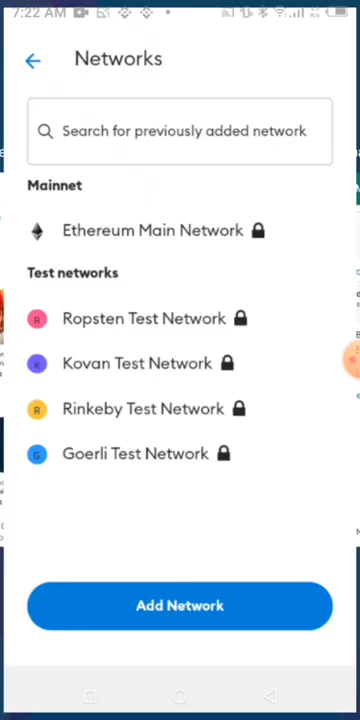 7:22 AM
Networks
Search for previously added network
Mainnet
Ethereum Main Network
Test networks
R Ropsten Test Network
K Kovan Test Network
R Rinkeby Test Network
G Goerli Test Network
Add Network